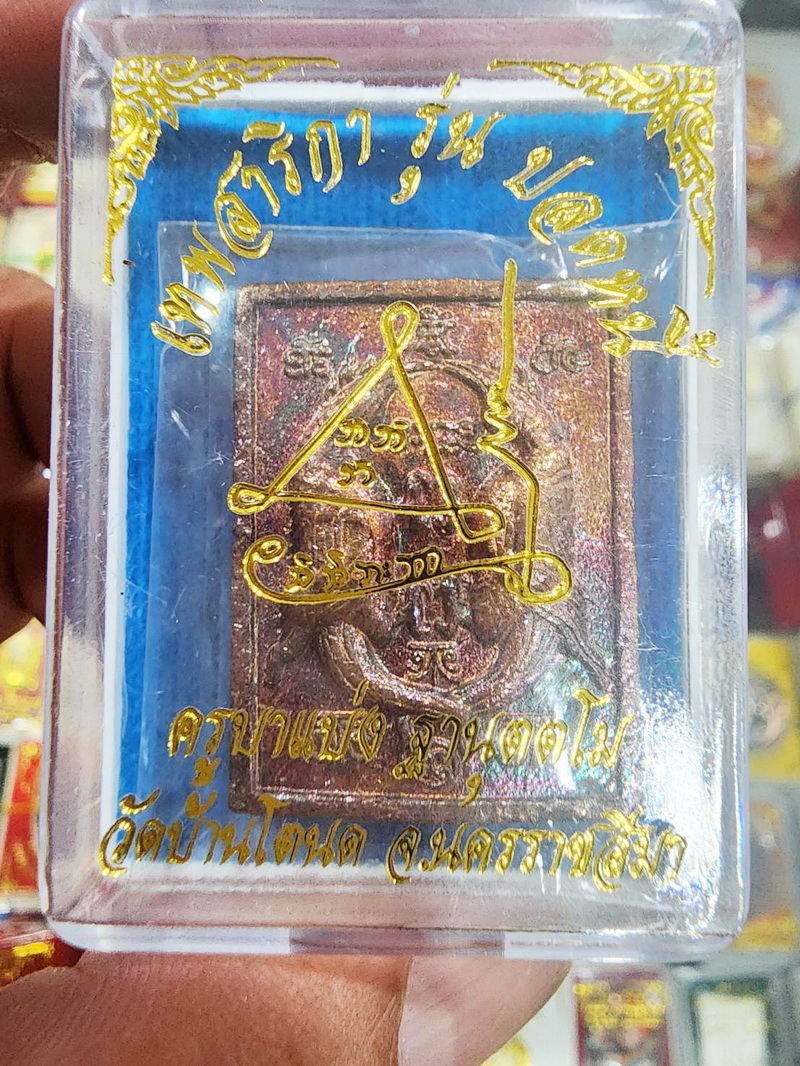 เทพสาริกา รุ่น ปลดหนี้
ครูบาแบ่ง ฐานุตตโม
วัดบ้านโตนด จ.นครราชสีมา